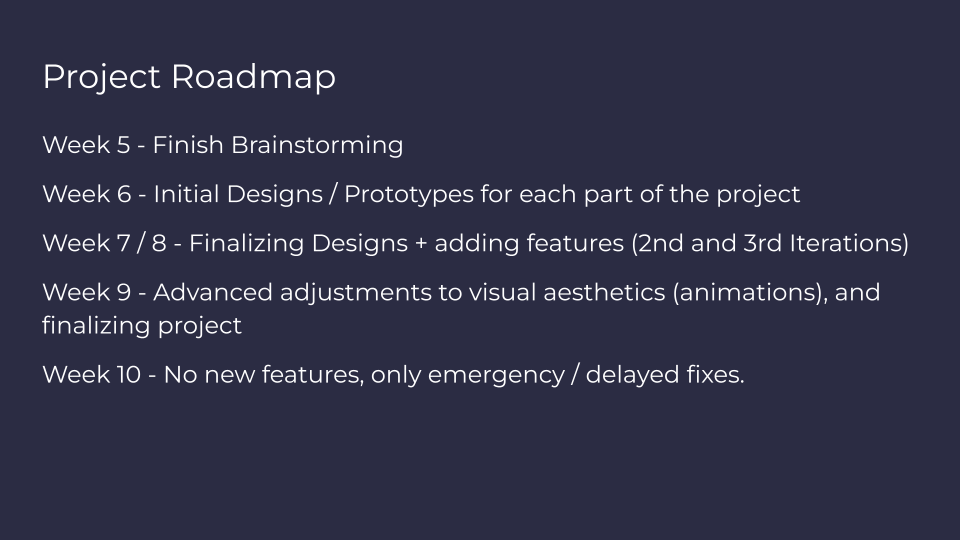 Project Roadmap
Week 5 - Finish Brainstorming
Week 6 - Initial Designs / Prototypes for each part of the project
Week 7 / 8 - Finalizing Designs + adding features (2nd and 3rd Iterations)
Week 9 - Advanced adjustments to visual aesthetics (animations), and
finalizing project
Week 10 - No new features, only emergency / delayed fixes.